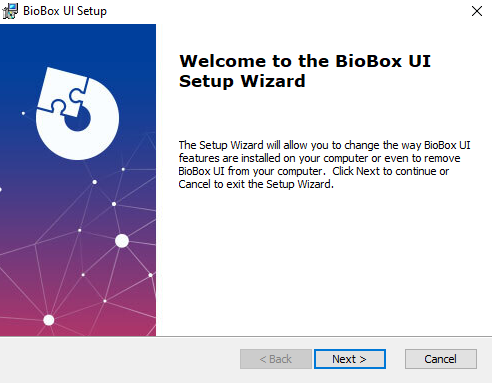 BioBox UI Setup
Welcome to the BioBox UI
Setup Wizard
The Setup Wizard will allow you to change the way BioBox UI
features are installed on your computer or even to remove
BioBox UI from your computer.  Click Next to continue or
Cancel to exit the Setup Wizard.
< Back Next > Cancel